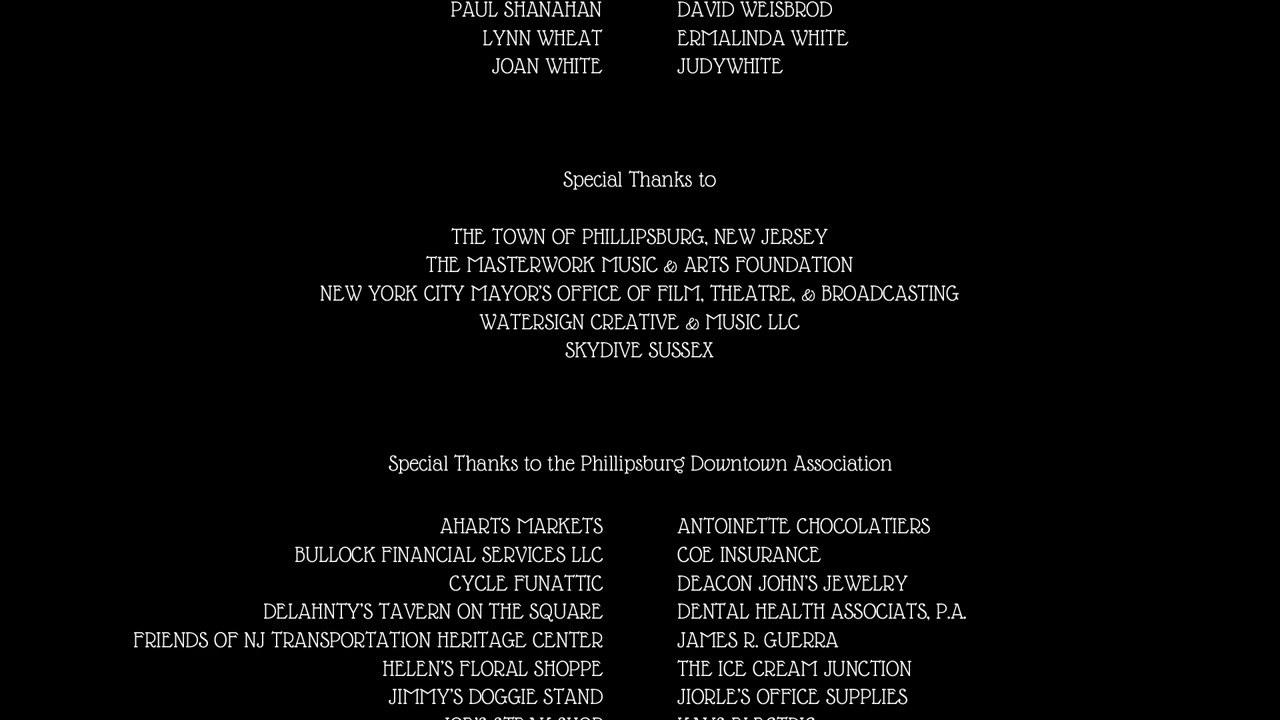 PAUL SHANAHAN DAVID WEISBROD
LYNN WHEAT ERMALINDA WHITE
JOAN WHITE JUDYWHITE
Special Thanks to
THE TOWN OF PHILLIPSBURG, NEW JERSEY
THE MASTERWORK MUSIC & ARTS FOUNDATION
NEW YORK CITY MAYOR'S OFFICE OF FILM, THEATRE, & BROADCASTING
WATERSIGN CREATIVE & MUSIC LLC
SKYDIVE SUSSEX
Special Thanks to the Phillipsburg Downtown Association
AHARTS MARKETS ANTOINETTE CHOCOLATIERS
BULLOCK FINANCIAL SERVICES LLC COE INSURANCE
CYCLE FUNATTIC DEACON JOHN'S JEWELRY
DELAHNTY'S TAVERN ON THE SQUARE DENTAL HEALTH ASSOCIATS, P.A.
FRIENDS OF NJ TRANSPORTATION HERITAGE CENTER JAMES R. GUERRA
HELEN'S FLORAL SHOPPE THE ICE CREAM JUNCTION
JIMMY'S DOGGIE STAND JIORLE'S OFFICE SUPPLIES